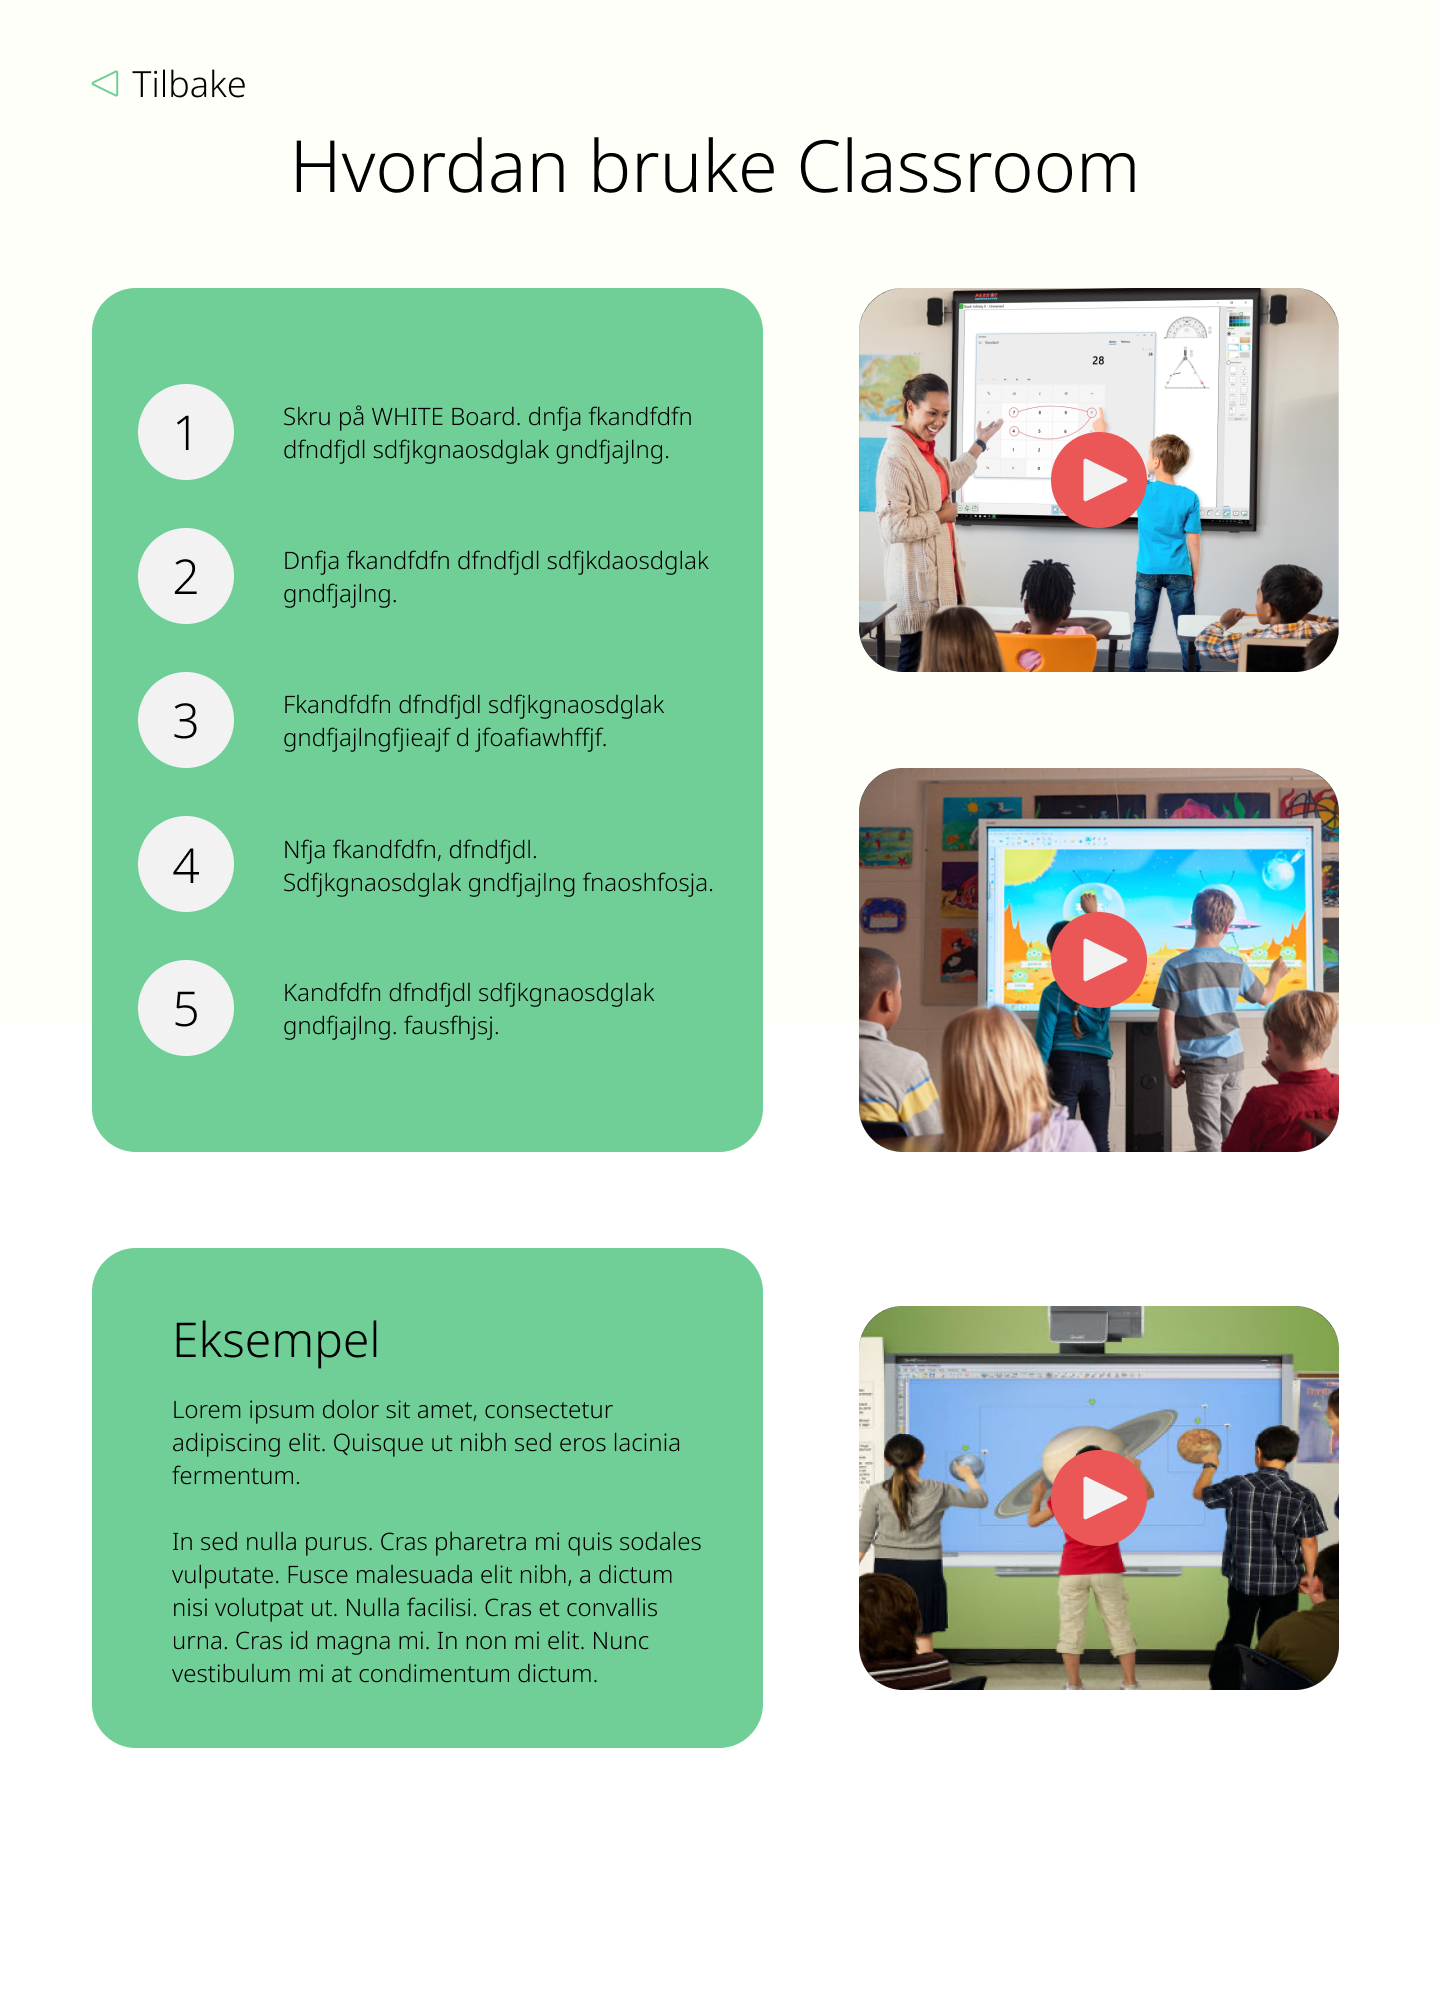 Tilbake
Hvordan bruke Classroom
1
Skru på WHITE Board. dnfja fkandfdfn
dfndfjdl sdfjkgnaosdglak gndfjajlng.
2
Dnfja fkandfdfn dfndfjdl sdfjkdaosdglak
gndfjajlng.
3
Fkandfdfn dfndfjdl sdfjkgnaosdglak
gndfjajlngfjieajf d jfoafiawhffjf.
4
Nfja fkandfdfn, dfndfjdl.
Sdfjkgnaosdglak gndfjajlng fnaoshfosja.
5
Kandfdfn dfndfjdl sdfjkgnaosdglak
gndfjajlng. fausfhjsj.
28
Eksempel
Lorem ipsum dolor sit amet, consectetur
adipiscing elit. Quisque ut nibh sed eros lacinia
fermentum.
In sed nulla purus. Cras pharetra mi quis sodales
vulputate. Fusce malesuada elit nibh, a dictum
nisi volutpat ut. Nulla facilisi. Cras et convallis
urna. Cras id magna mi. In non mi elit. Nunc
vestibulum mi at condimentum dictum.